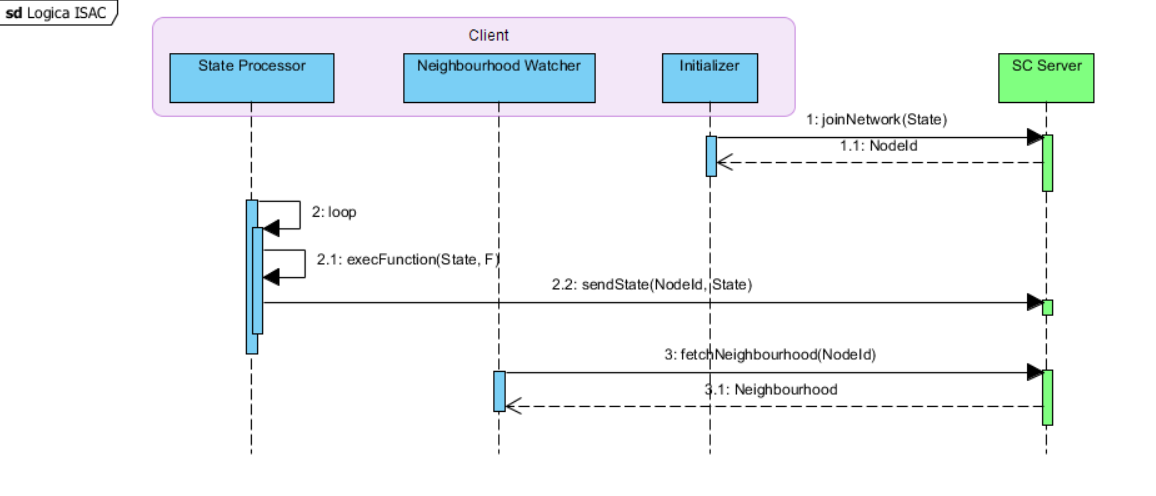 sd Logica ISAC
Client
State Processor
Neighbourhood Watcher
Initializer
SC Server
1: joinNetwork(State)
1.1: NodeId
2: loop
2.1: execFunction(State, F)
2.2: sendState(NodeId, State)
3: fetchNeighbourhood(NodeId)
3.1: Neighbourhood